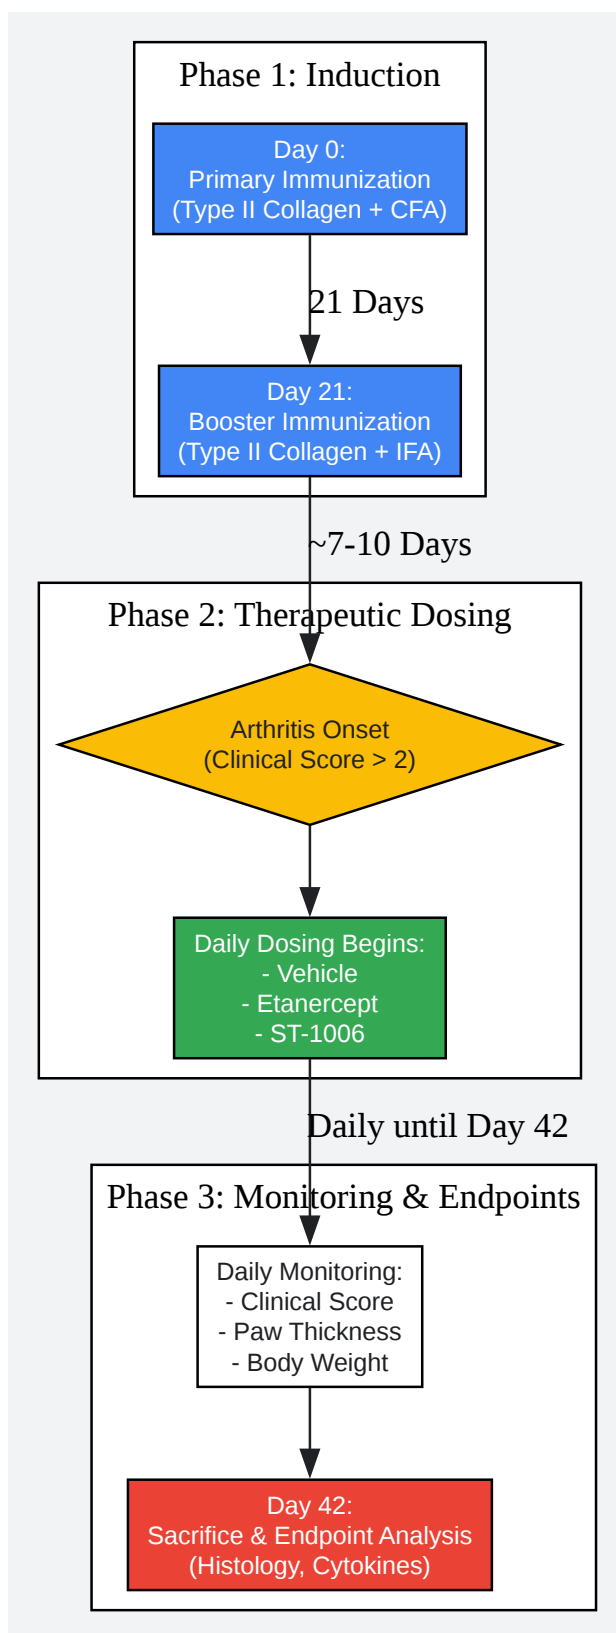 Phase 1: Induction
Day 0:
Primary Immunization
(Type II Collagen + CFA)
21 Days
Day 21:
Booster Immunization
(Type II Collagen + IFA)
~7-10 Days
Phase 2: Therapeutic Dosing
Arthritis Onset
(Clinical Score > 2)
Daily Dosing Begins:
- Vehicle
- Etanercept
- ST-1006
Daily until Day 42
Phase 3: Monitoring & Endpoints
Daily Monitoring:
- Clinical Score
- Paw Thickness
- Body Weight
Day 42:
Sacrifice & Endpoint Analysis
(Histology, Cytokines)